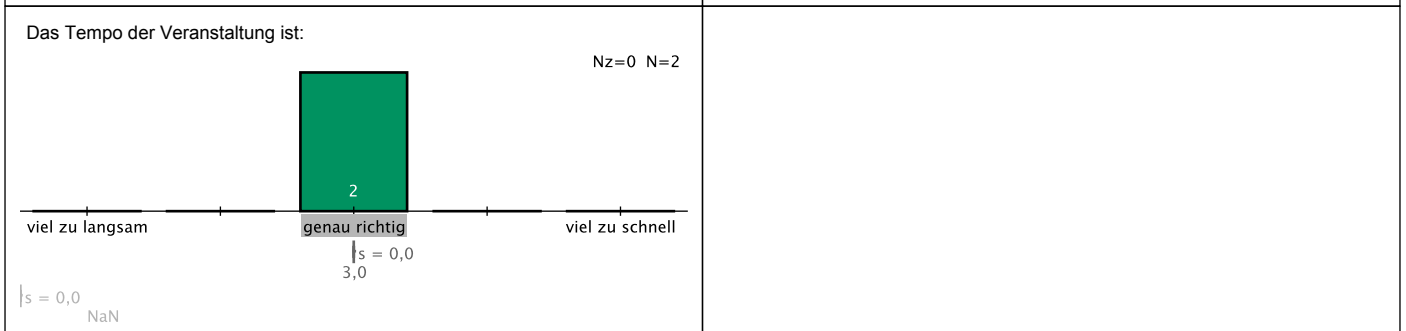 Das Tempo der Veranstaltung ist:
Nz=0 N=2
2
viel zu langsam genau richtig viel zu schnell
s = 0,0
3,0
s = 0,0
NaN